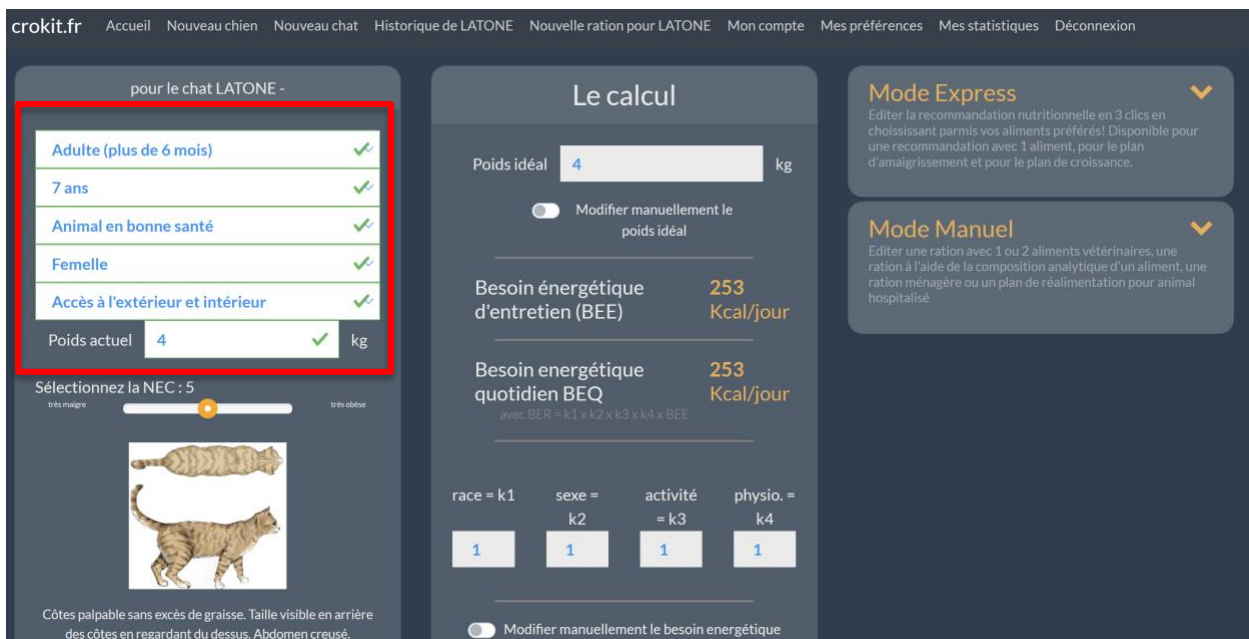 crokit.fr Accueil Nouveau chien Nouveau chat Historique de LATONE Nouvelle ration pour LATONE Mon compte Mes préférences Mes statistiques Déconnexion
pour le chat LATONE -
Adulte (plus de 6 mois)
7 ans
Animal en bonne santé
Femelle
Accès à l'extérieur et intérieur
Poids actuel 4 kg
Sélectionnez la NEC : 5
très maigre très obèse
Côtes palpable sans excès de graisse. Taille visible en arrière
des côtes en regardant du dessus. Abdomen creusé.
Le calcul
Poids idéal 4 kg
Modifier manuellement le
poids idéal
Besoin énergétique 253
d'entretien (BEE) Kcal/jour
Besoin energétique 253
quotidien BEQ Kcal/jour
avec BER = k1 x k2 x k3 x k4 x BEE
race = k1 sexe = activité physio. =
k2 = k3 k4
1 1 1 1
Modifier manuellement le besoin energétique
Mode Express
Editer la recommandation nutritionnelle en 3 clics en
choississant parmis vos aliments préférés! Disponible pour
une recommandation avec 1 aliment, pour le plan
d'amaigrissement et pour le plan de croissance.
Mode Manuel
Editer une ration avec 1 ou 2 aliments vétérinaires, une
ration à l'aide de la composition analytique d'un aliment, une
ration ménagère ou un plan de réalimentation pour animal
hospitalisé